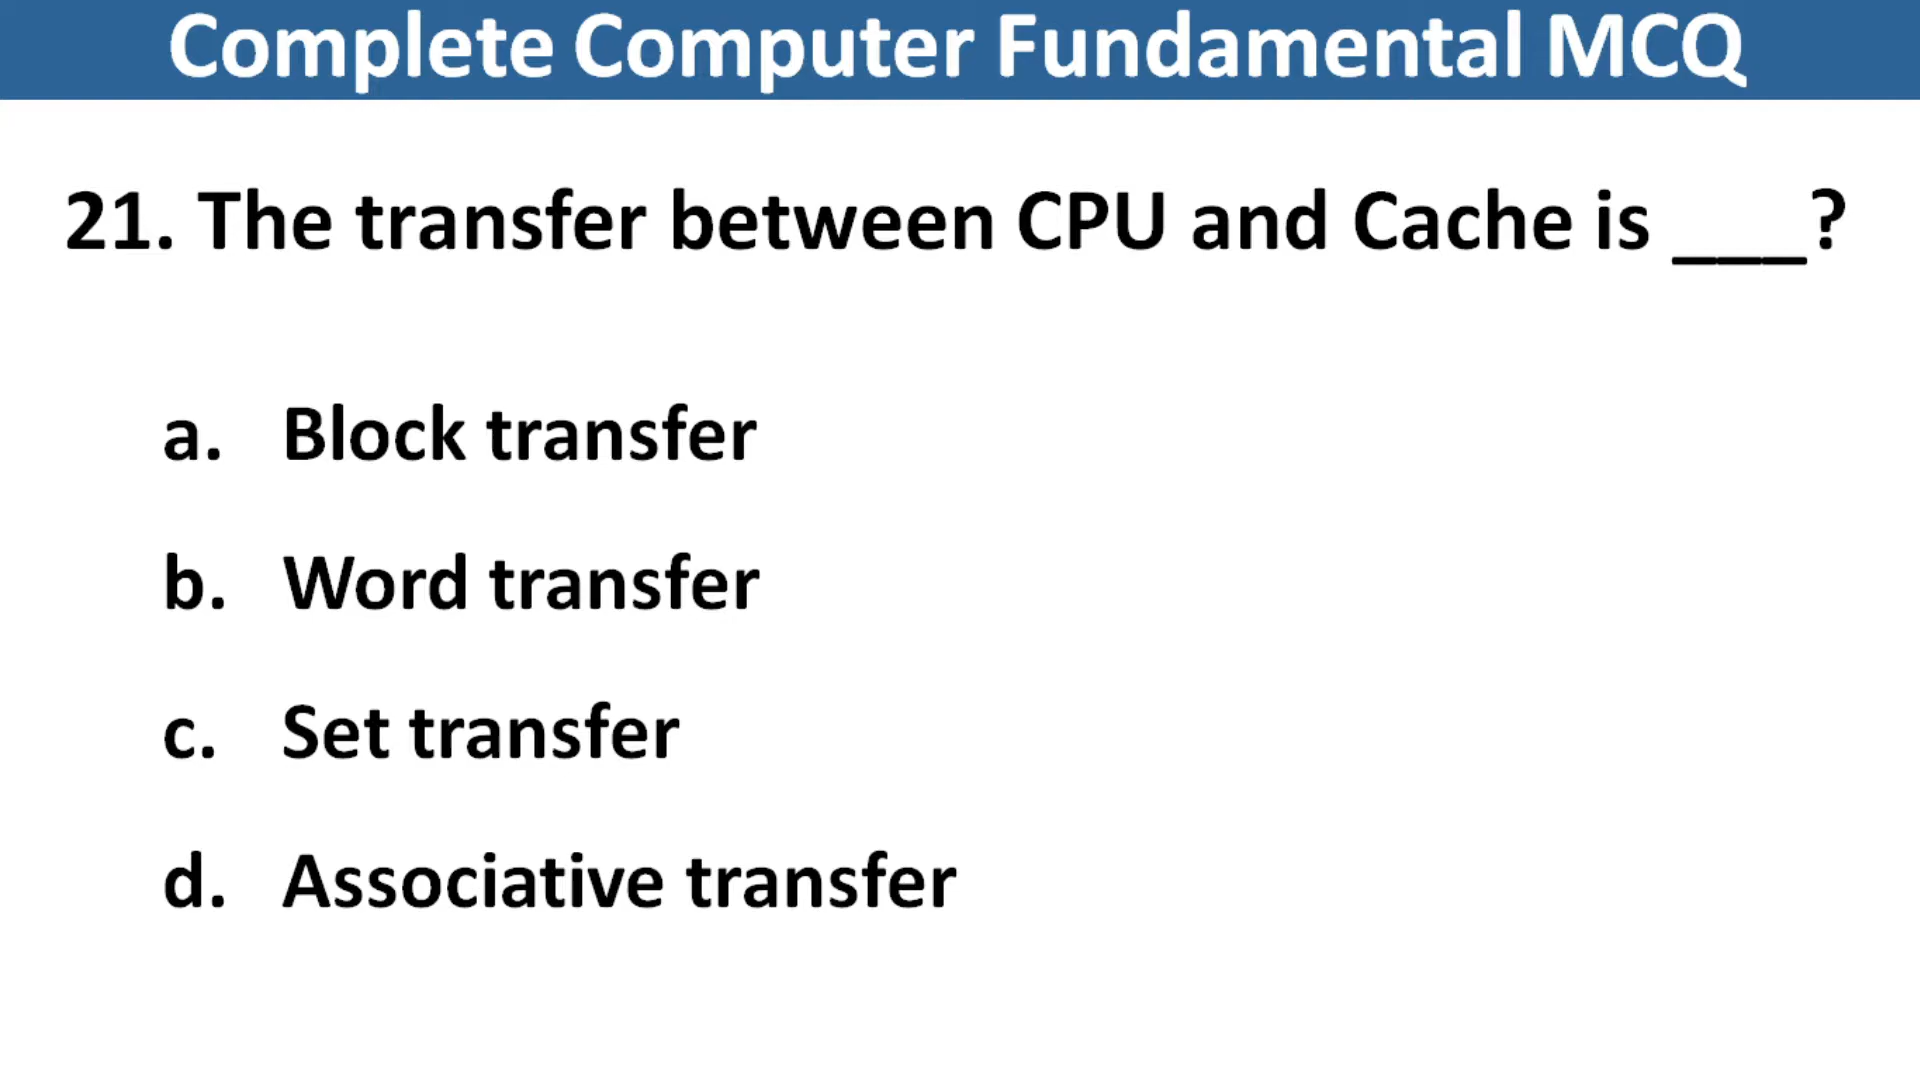 Complete Computer Fundamental MCQ
21. The transfer between CPU and Cache is ___?
a. Block transfer
b. Word transfer
c. Set transfer
d. Associative transfer